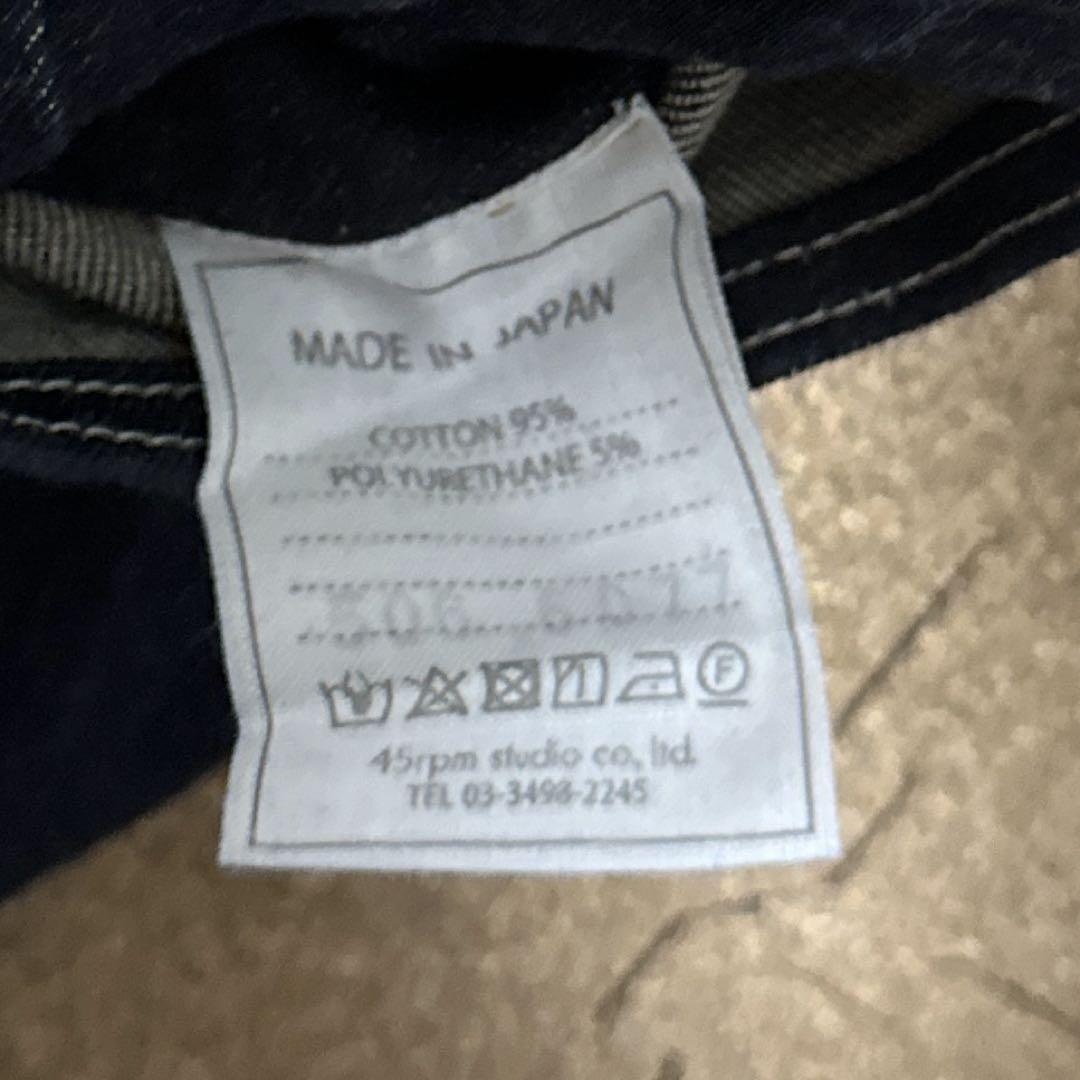 MADE IN JAPAN
COTTON 95%
POLYURETHANE 5%
45rpm studio co., ltd.
TEL 03-3498-2245